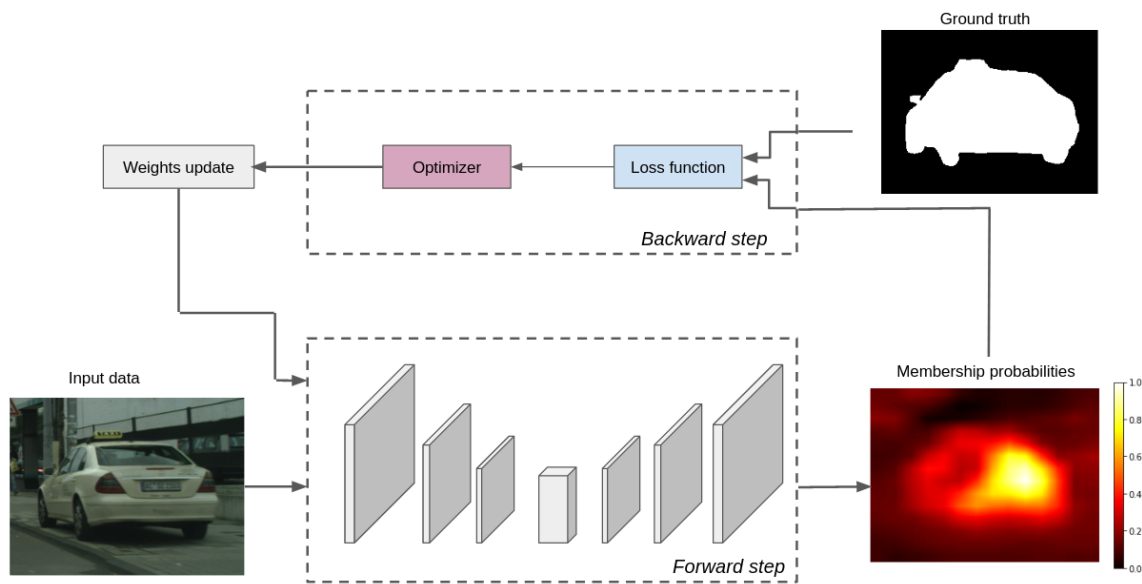 Ground truth
Weights update
Optimizer
Loss function
Backward step
Input data
Membership probabilities
1.0
0.8
0.6
0.4
0.2
0.0
TAXI
Forward step